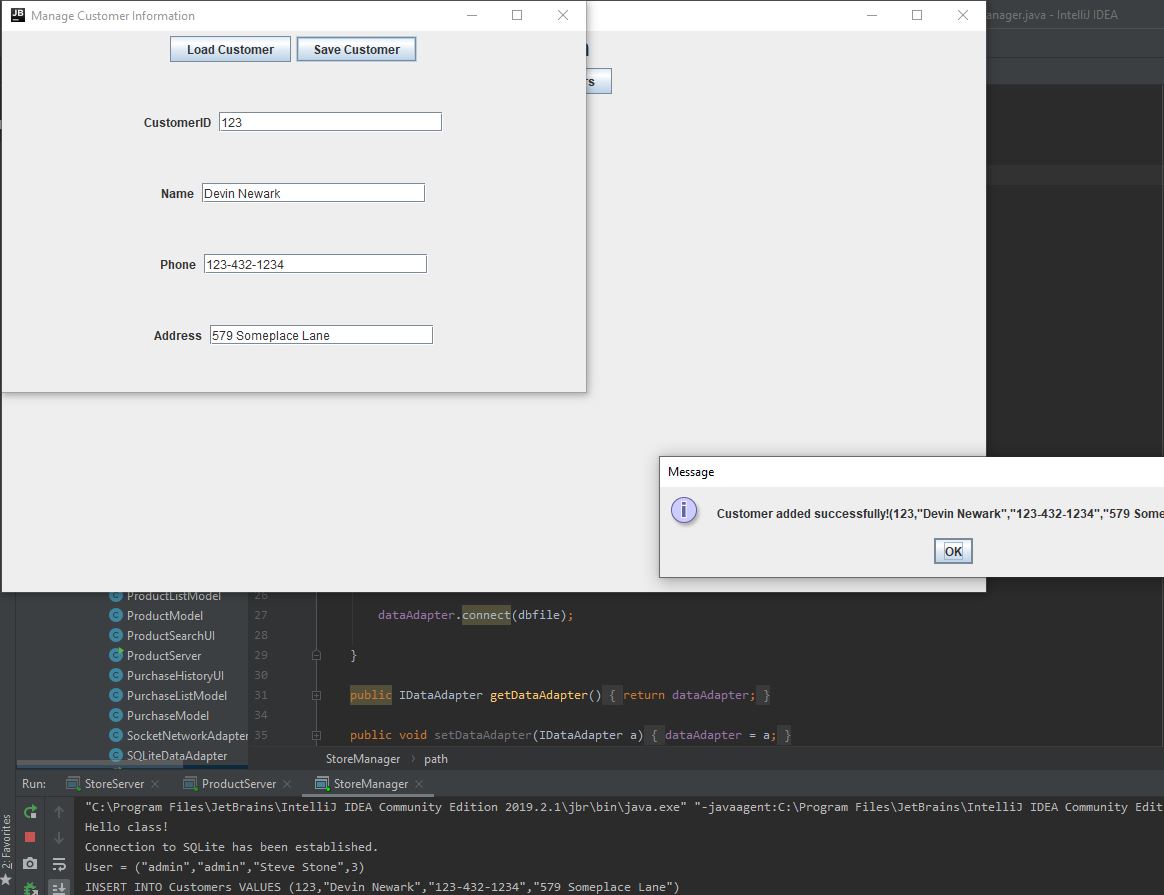 JB Manage Customer Information
anager.java - IntelliJ IDEA
Load Customer Save Customer
CustomerID 123
Name Devin Newark
Phone 123-432-1234
Address 579 Someplace Lane
Message
Customer added successfully!(123,"Devin Newark","123-432-1234","579 Some
OK
ProductListModel
ProductModel
ProductSearchUI
ProductServer
PurchaseHistoryUI
PurchaseListModel
PurchaseModel
SocketNetworkAdapter
SQLiteDataAdapter
26
27 dataAdapter.connect(dbfile);
28
29 }
30
31 public IDataAdapter getDataAdapter() { return dataAdapter; }
34
35 public void setDataAdapter(IDataAdapter a) { dataAdapter = a; }
StoreManager › path
Run: StoreServer × ProductServer × StoreManager ×
2: Favorites
"C:\Program Files\JetBrains\IntelliJ IDEA Community Edition 2019.2.1\jbr\bin\java.exe" "-javaagent:C:\Program Files\JetBrains\IntelliJ IDEA Community Edit
Hello class!
Connection to SQLite has been established.
User = ("admin","admin","Steve Stone",3)
INSERT INTO Customers VALUES (123,"Devin Newark","123-432-1234","579 Someplace Lane")